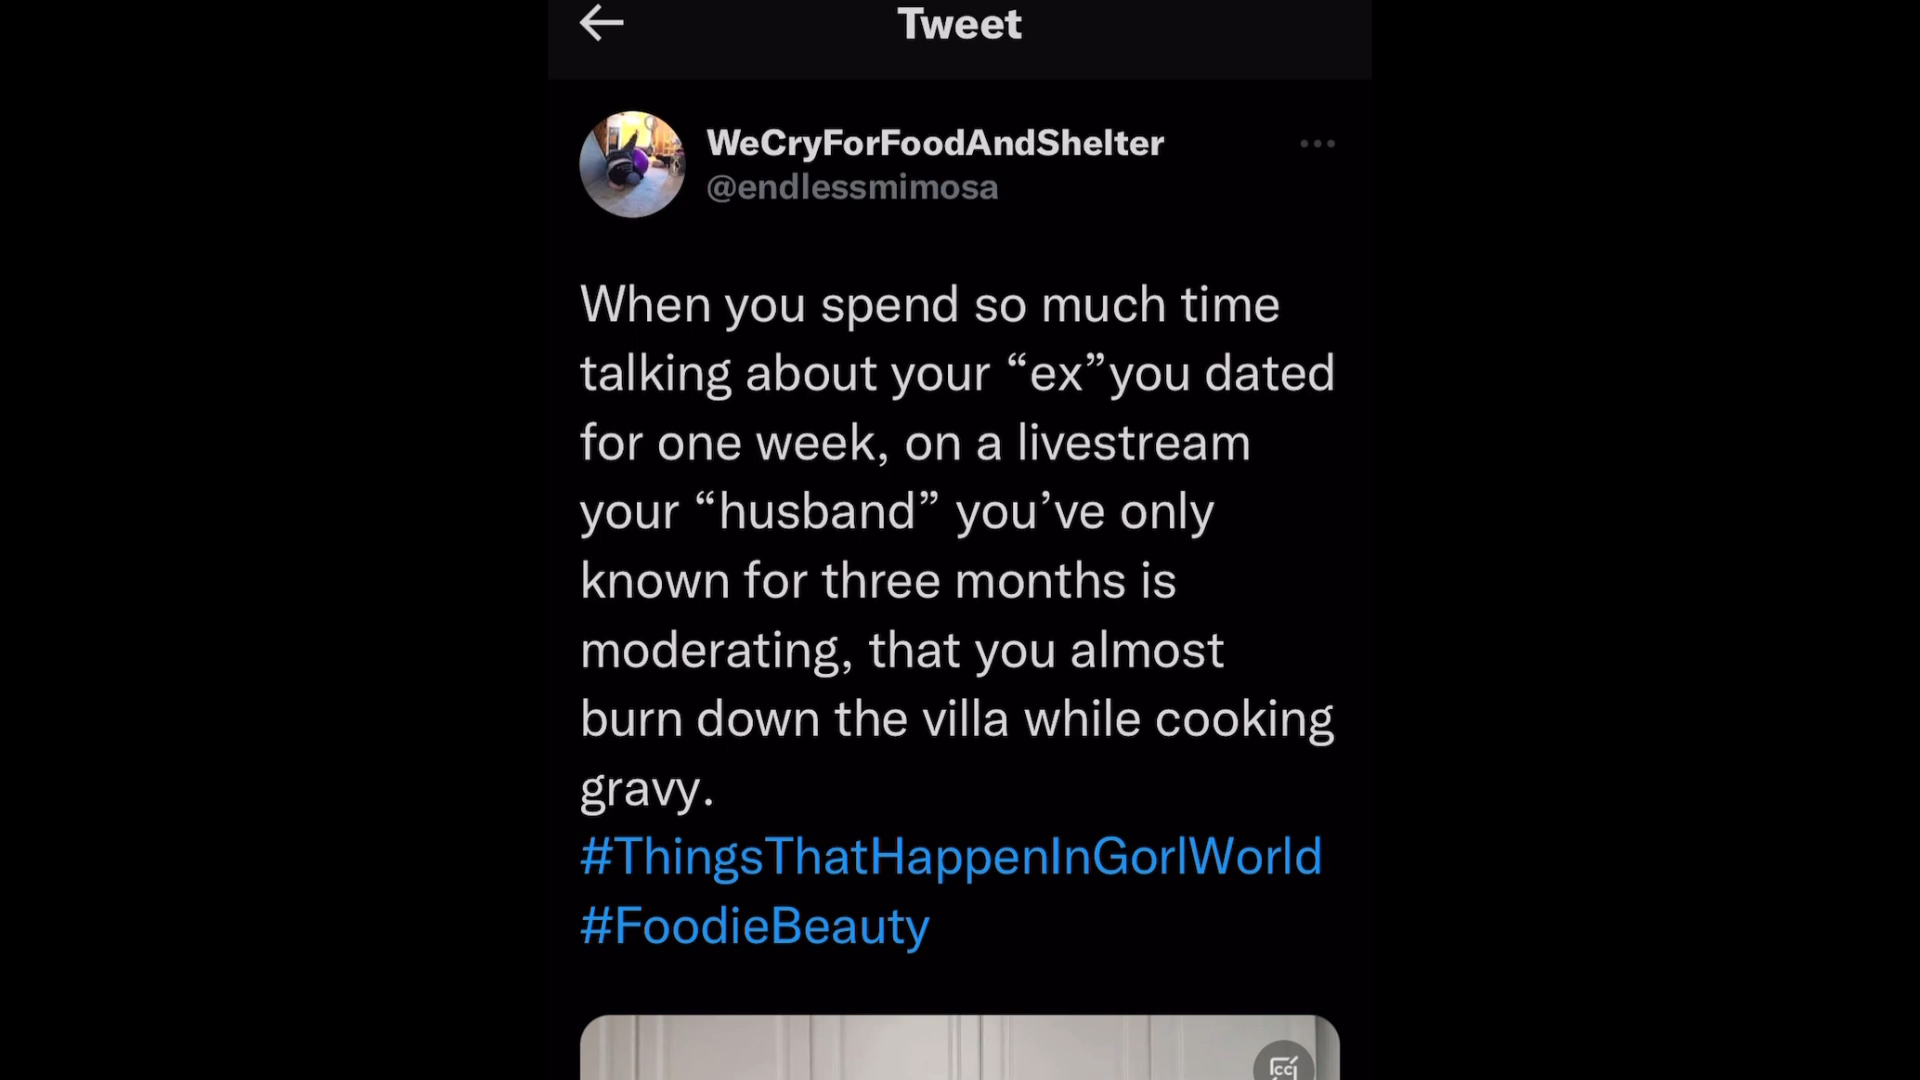 Tweet
WeCryForFoodAndShelter
@endlessmimosa
When you spend so much time
talking about your “ex”you dated
for one week, on a livestream
your “husband” you’ve only
known for three months is
moderating, that you almost
burn down the villa while cooking
gravy.
#ThingsThatHappenInGorlWorld
#FoodieBeauty
CC